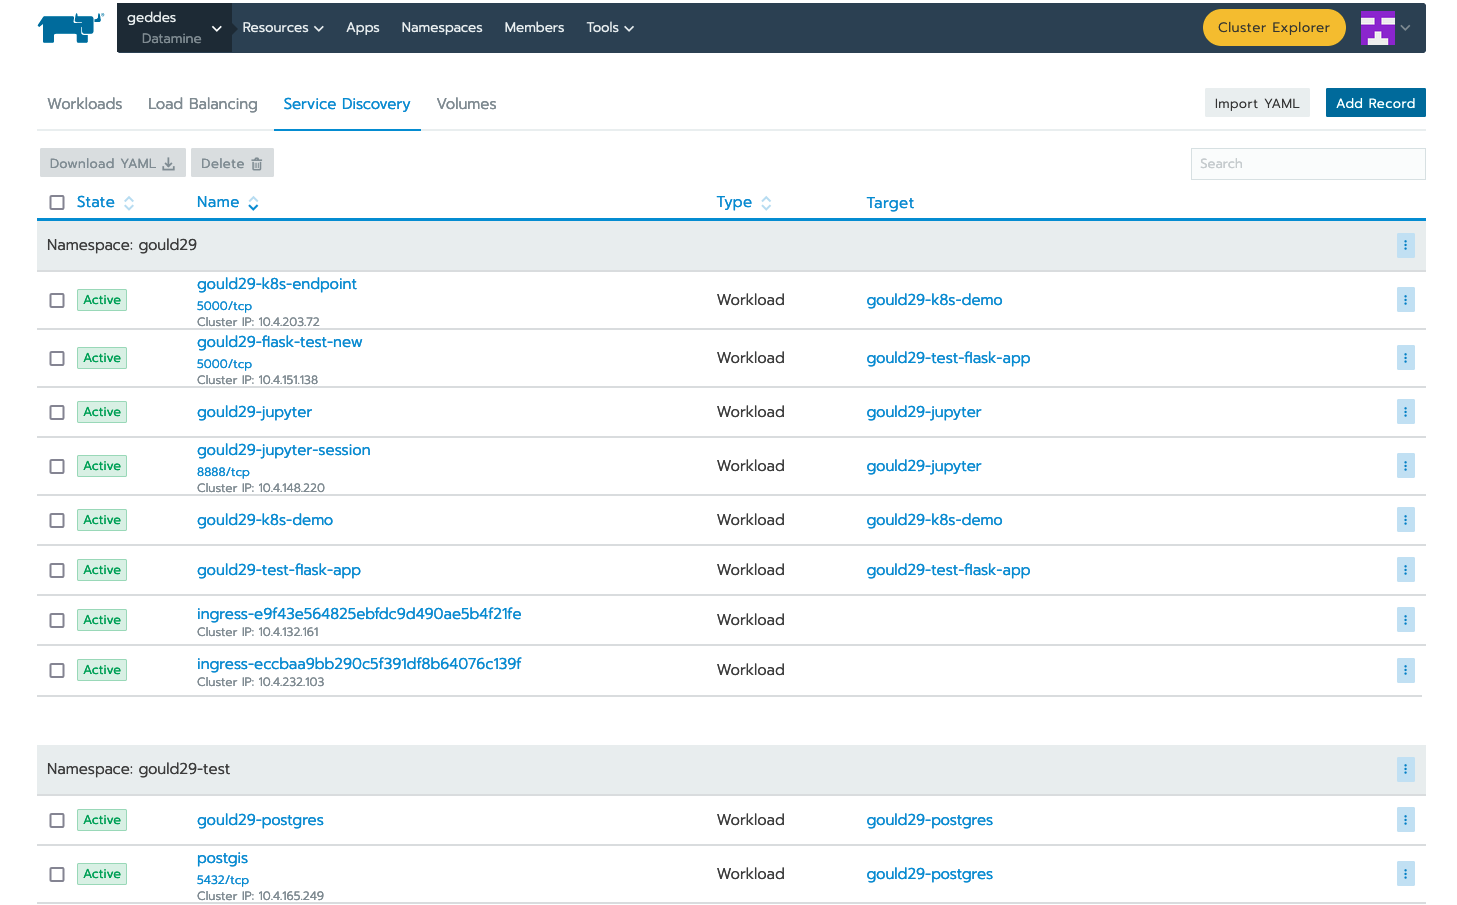 geddes
Datamine
Resources Apps Namespaces Members Tools
Cluster Explorer
Workloads Load Balancing Service Discovery Volumes
Import YAML Add Record
Download YAML Delete
Search
State Name Type Target
Namespace: gould29
gould29-k8s-endpoint
Active 5000/tcp Workload gould29-k8s-demo
Cluster IP: 10.4.203.72
gould29-flask-test-new
Active 5000/tcp Workload gould29-test-flask-app
Cluster IP: 10.4.151.138
Active gould29-jupyter Workload gould29-jupyter
gould29-jupyter-session
Active 8888/tcp Workload gould29-jupyter
Cluster IP: 10.4.148.220
Active gould29-k8s-demo Workload gould29-k8s-demo
Active gould29-test-flask-app Workload gould29-test-flask-app
Active ingress-e9f43e564825ebfdc9d490ae5b4f21fe Workload
Cluster IP: 10.4.132.161
Active ingress-eccbaa9bb290c5f391df8b64076c139f Workload
Cluster IP: 10.4.232.103
Namespace: gould29-test
Active gould29-postgres Workload gould29-postgres
postgis
Active 5432/tcp Workload gould29-postgres
Cluster IP: 10.4.165.249